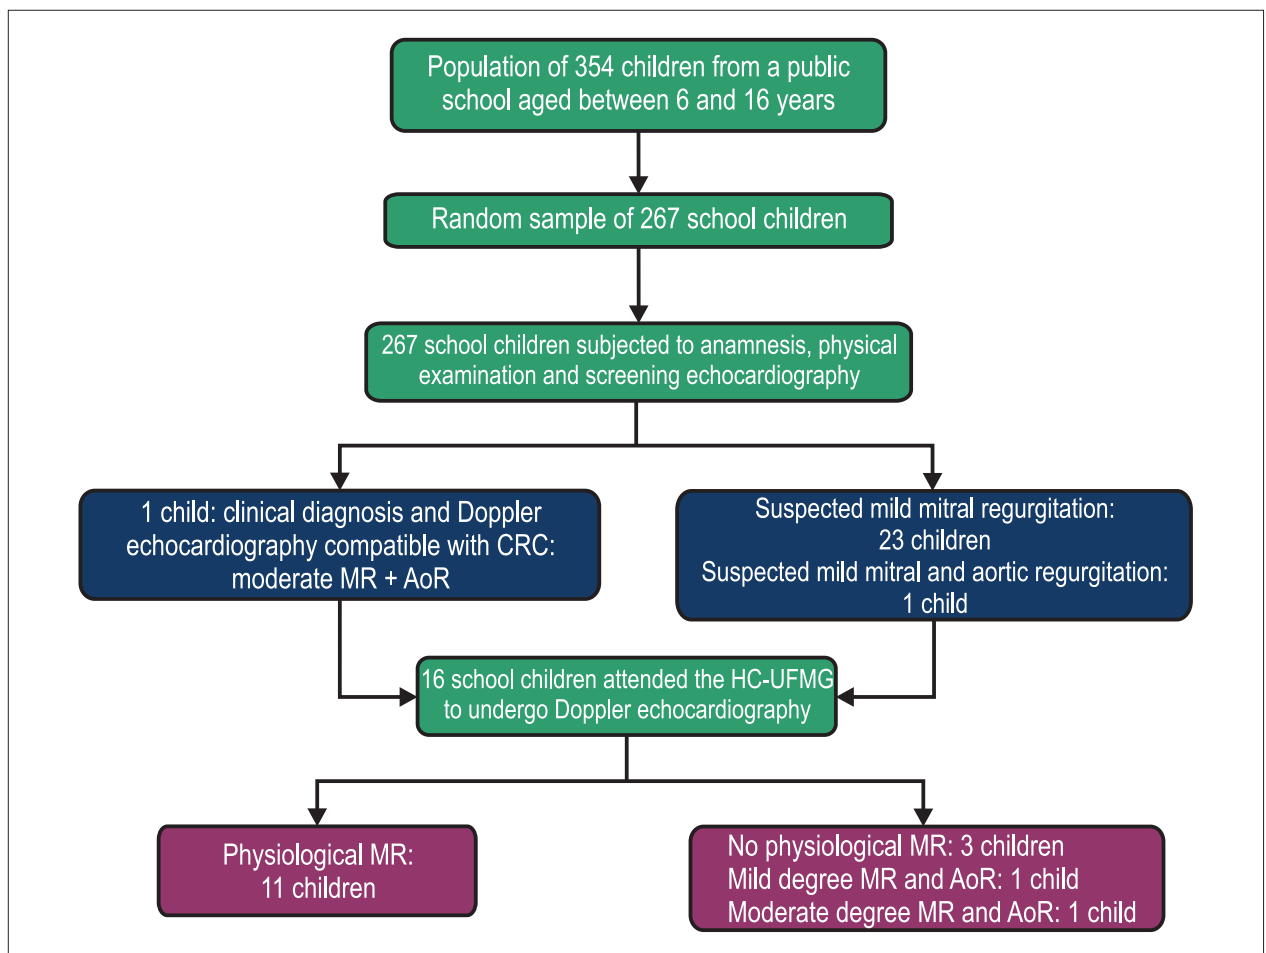 Population of 354 children from a public
school aged between 6 and 16 years
Random sample of 267 school children
267 school children subjected to anamnesis, physical
examination and screening echocardiography
1 child: clinical diagnosis and Doppler
echocardiography compatible with CRC:
moderate MR + AoR
Suspected mild mitral regurgitation:
23 children
Suspected mild mitral and aortic regurgitation:
1 child
16 school children attended the HC-UFMG
to undergo Doppler echocardiography
Physiological MR:
11 children
No physiological MR: 3 children
Mild degree MR and AoR: 1 child
Moderate degree MR and AoR: 1 child